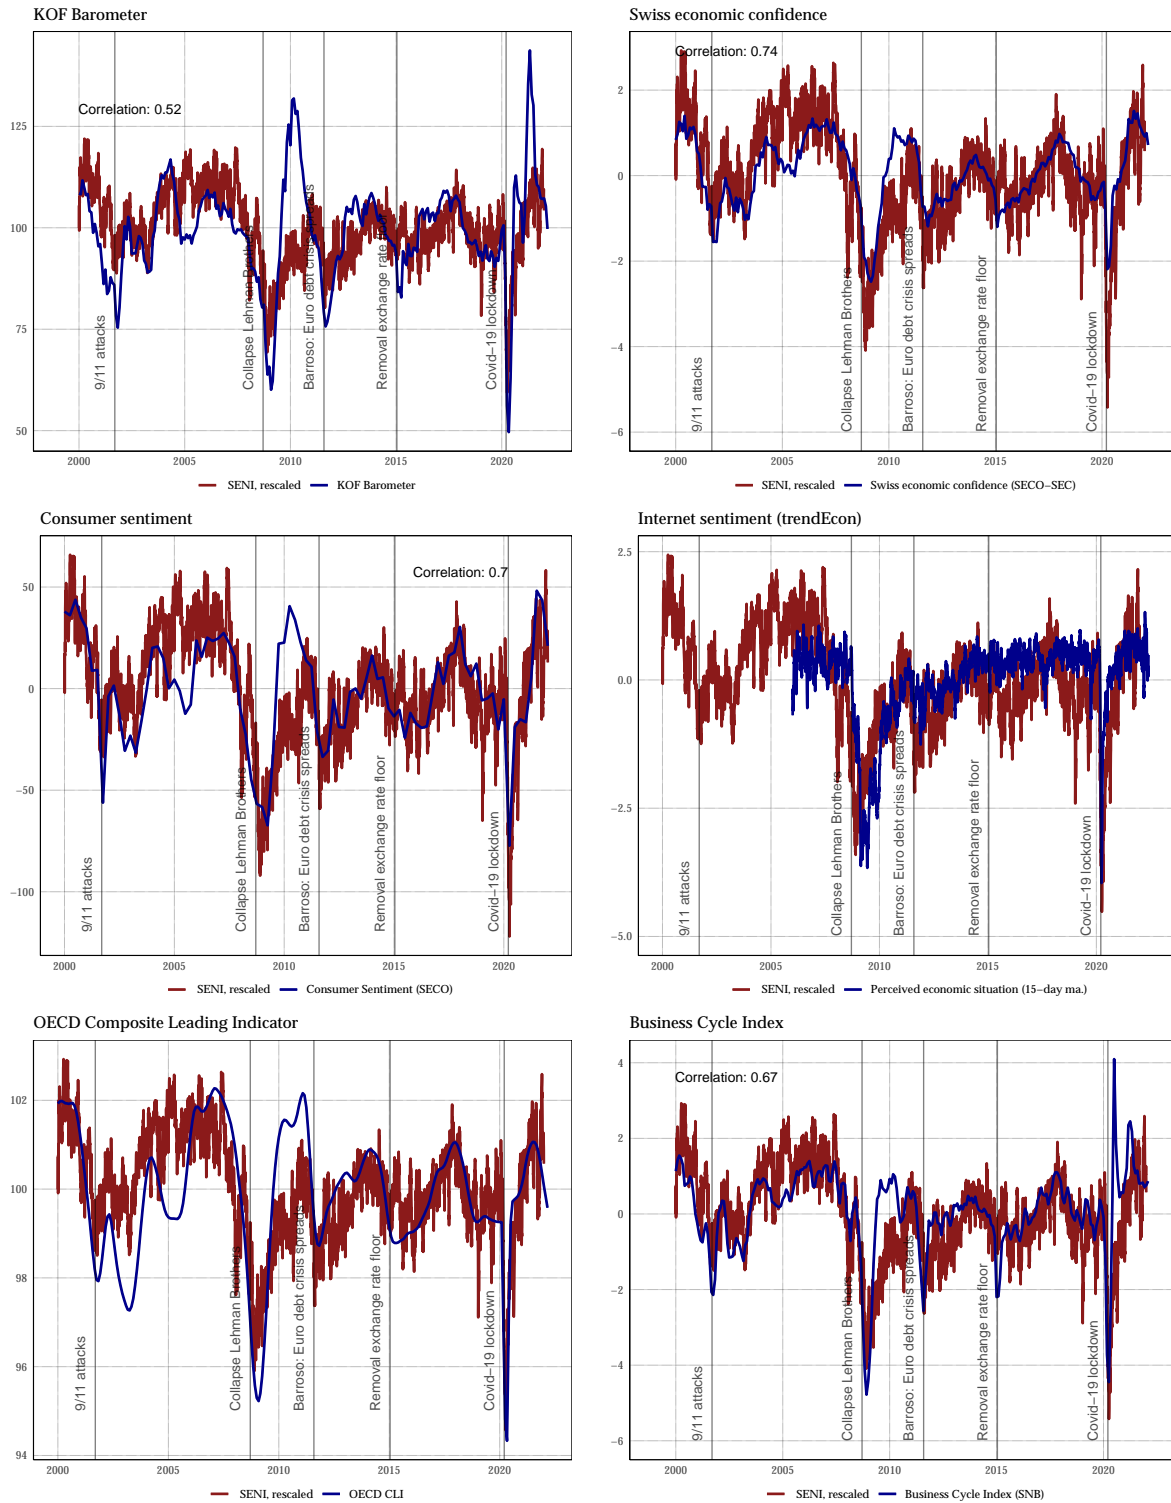 KOF Barometer
Correlation: 0.52
125
100
75
50
9/11 attacks
Collapse Lehman Brothers
Barroso: Euro debt crisis spreads
Removal exchange rate floor
Covid−19 lockdown
2000
2005
2010
2015
2020
SENI, rescaled
KOF Barometer
Swiss economic confidence
Correlation: 0.74
2
0
−2
−4
−6
9/11 attacks
Collapse Lehman Brothers
Barroso: Euro debt crisis spreads
Removal exchange rate floor
Covid−19 lockdown
2000
2005
2010
2015
2020
SENI, rescaled
Swiss economic confidence (SECO−SEC)
Consumer sentiment
Correlation: 0.7
50
0
−50
−100
9/11 attacks
Collapse Lehman Brothers
Barroso: Euro debt crisis spreads
Removal exchange rate floor
Covid−19 lockdown
2000
2005
2010
2015
2020
SENI, rescaled
Consumer Sentiment (SECO)
Internet sentiment (trendEcon)
2.5
0.0
−2.5
−5.0
9/11 attacks
Collapse Lehman Brothers
Barroso: Euro debt crisis spreads
Removal exchange rate floor
Covid−19 lockdown
2000
2005
2010
2015
2020
SENI, rescaled
Perceived economic situation (15−day ma.)
OECD Composite Leading Indicator
102
100
98
96
94
9/11 attacks
Collapse Lehman Brothers
Barroso: Euro debt crisis spreads
Removal exchange rate floor
Covid−19 lockdown
2000
2005
2010
2015
2020
SENI, rescaled
OECD CLI
Business Cycle Index
Correlation: 0.67
4
2
0
−2
−4
−6
9/11 attacks
Collapse Lehman Brothers
Barroso: Euro debt crisis spreads
Removal exchange rate floor
Covid−19 lockdown
2000
2005
2010
2015
2020
SENI, rescaled
Business Cycle Index (SNB)